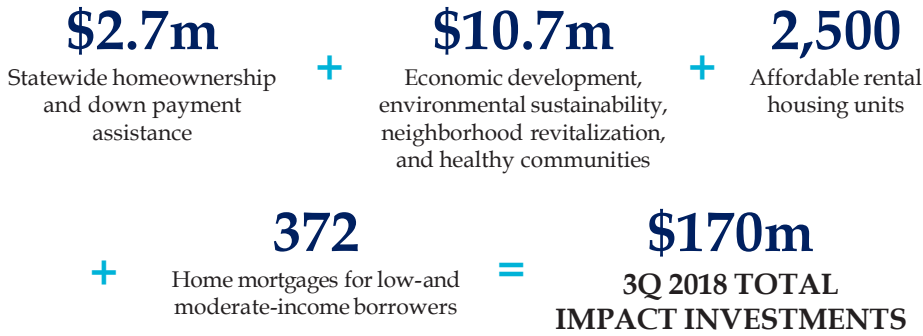 $2.7m
Statewide homeownership
and down payment
assistance
+
$10.7m
Economic development,
environmental sustainability,
neighborhood revitalization,
and healthy communities
+
2,500
Affordable rental
housing units
+
372
Home mortgages for low-and
moderate-income borrowers
=
$170m
3Q 2018 TOTAL
IMPACT INVESTMENTS